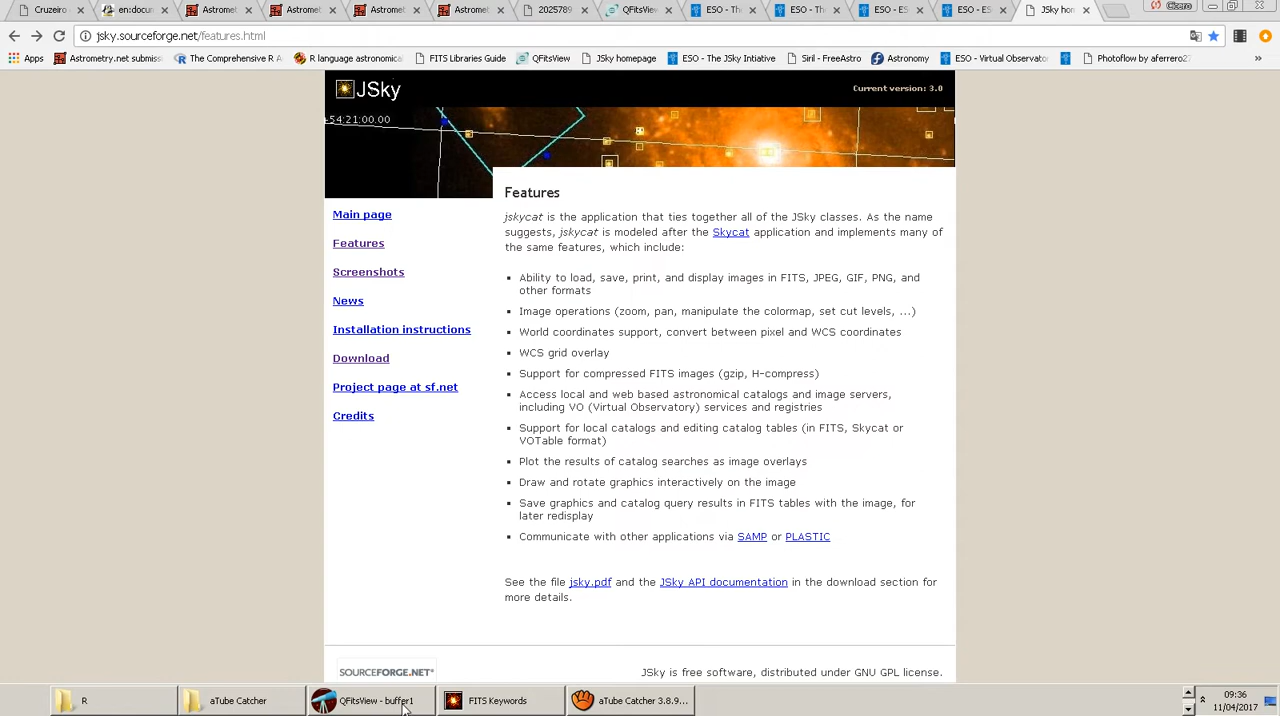 Cruzeiro
en:docum
Astromet
Astromet
Astromet
Astromet
2025789
QFitsView
ESO - Th
ESO - Th
ESO - ES
ESO - ES
JSky hon
Cicero
jsky.sourceforge.net/features.html
Apps
Astrometry.net submiss
The Comprehensive R A
R language astronomical
FITS Libraries Guide
QFitsView
JSky homepage
ESO - The JSky Intiative
Siril - FreeAstro
Astronomy
ESO - Virtual Observator
Photoflow by aferrero2
»
JSky
Current version: 3.0
+54:21:00.00
Main page
Features
Screenshots
News
Installation instructions
Download
Project page at sf.net
Credits
Features
jskycat is the application that ties together all of the JSky classes. As the name
suggests, jskycat is modeled after the Skycat application and implements many of
the same features, which include:
Ability to load, save, print, and display images in FITS, JPEG, GIF, PNG, and
other formats
Image operations (zoom, pan, manipulate the colormap, set cut levels, ...)
World coordinates support, convert between pixel and WCS coordinates
WCS grid overlay
Support for compressed FITS images (gzip, H-compress)
Access local and web based astronomical catalogs and image servers,
including VO (Virtual Observatory) services and registries
Support for local catalogs and editing catalog tables (in FITS, Skycat or
VOTable format)
Plot the results of catalog searches as image overlays
Draw and rotate graphics interactively on the image
Save graphics and catalog query results in FITS tables with the image, for
later redisplay
Communicate with other applications via SAMP or PLASTIC
See the file jsky.pdf and the JSky API documentation in the download section for
more details.
SOURCEFORGE.NET®
JSky is free software, distributed under GNU GPL license.
R
aTube Catcher
QFitsView - buffer1
FITS Keywords
aTube Catcher 3.8.9...
09:36
11/04/2017